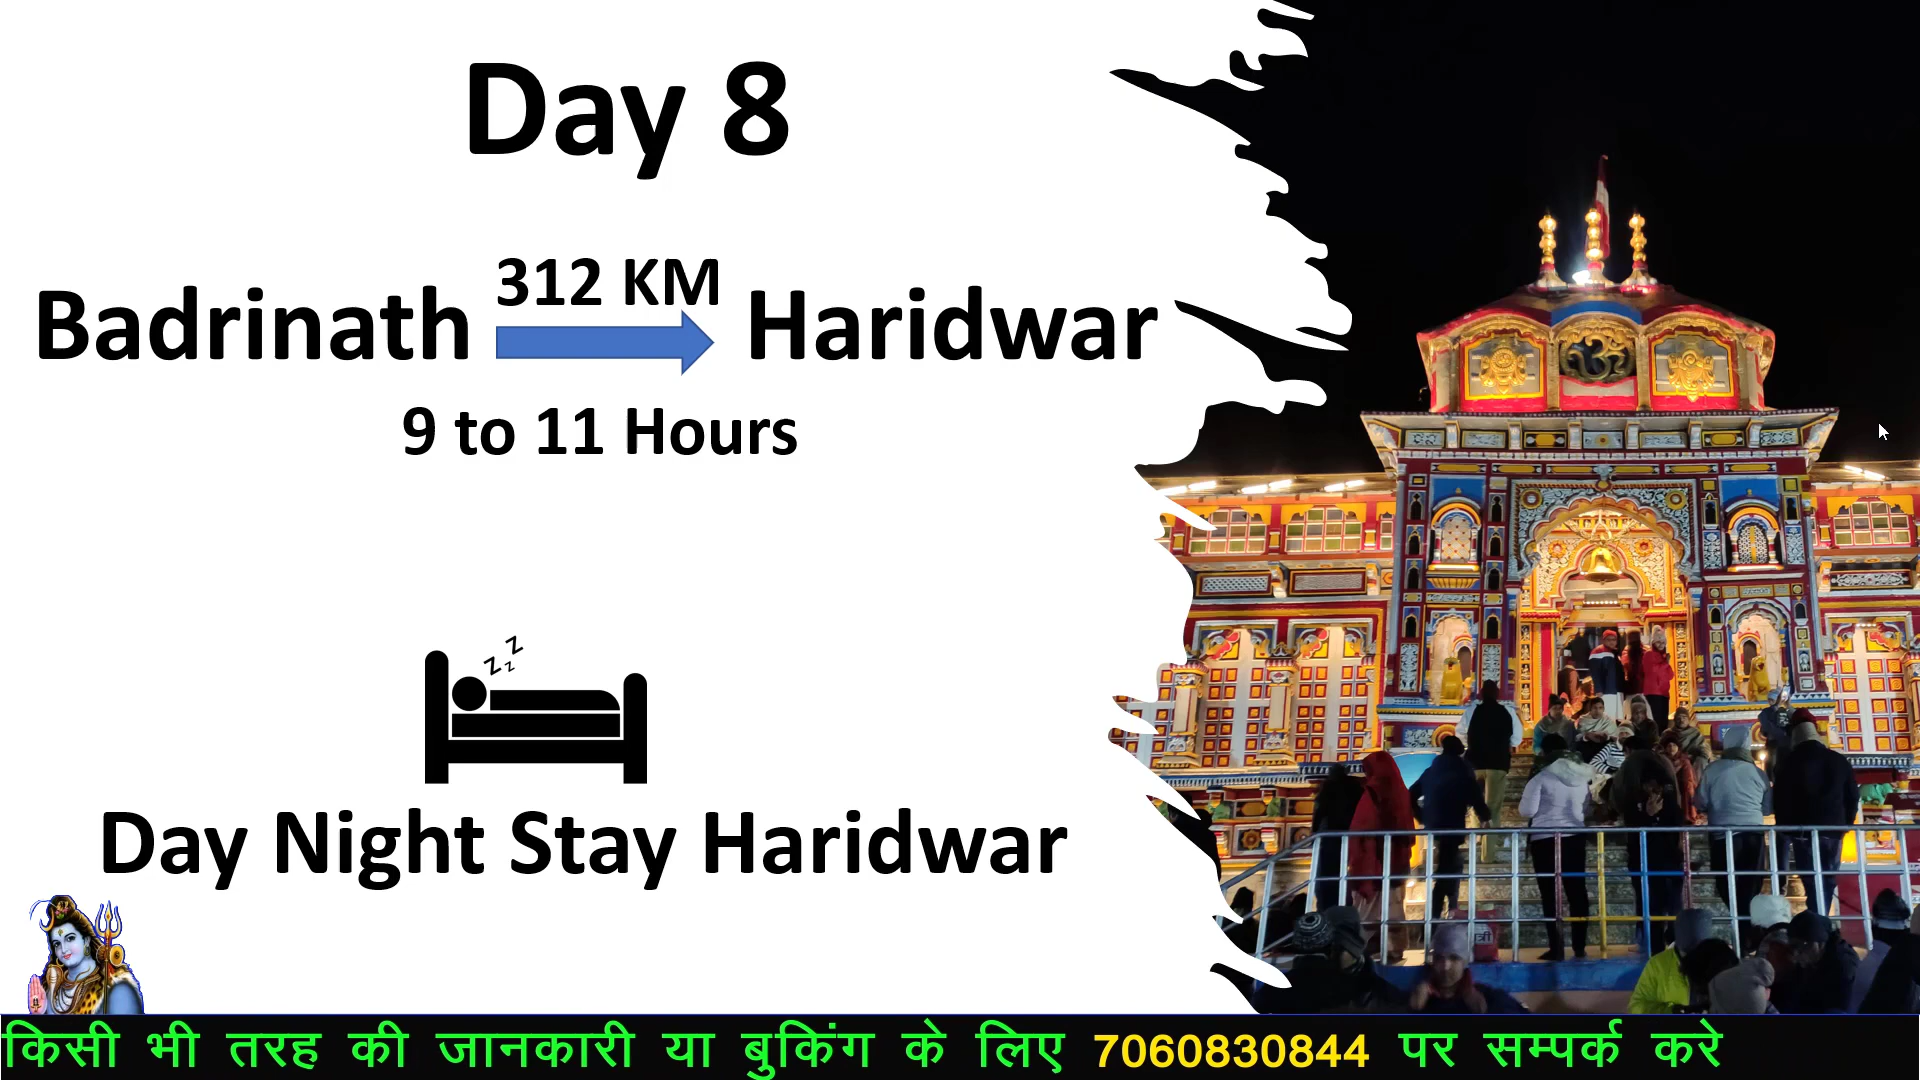 Day 8
312 KM
Badrinath Haridwar
9 to 11 Hours
z z z
Day Night Stay Haridwar
किसी भी तरह की जानकारी या बुकिंग के लिए 7060830844 पर सम्पर्क करे